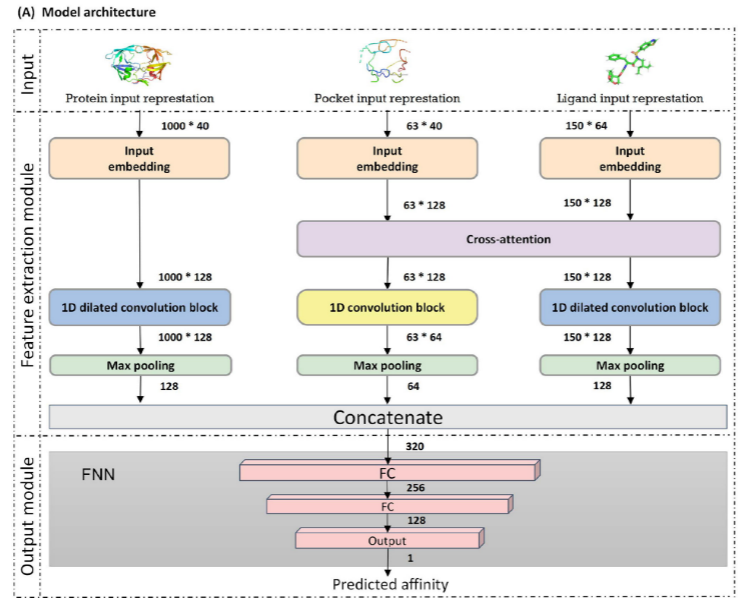 (A) Model architecture
Input
Protein input represtation
Pocket input represtation
Ligand input represtation
Feature extraction module
1000 * 40
63 * 40
150 * 64
Input
embedding
Input
embedding
Input
embedding
63 * 128
150 * 128
Cross-attention
1000 * 128
63 * 128
150 * 128
1D dilated convolution block
1D convolution block
1D dilated convolution block
1000 * 128
63 * 64
150 * 128
Max pooling
Max pooling
Max pooling
128
64
128
Concatenate
Output module
320
FNN
FC
256
FC
128
Output
1
Predicted affinity